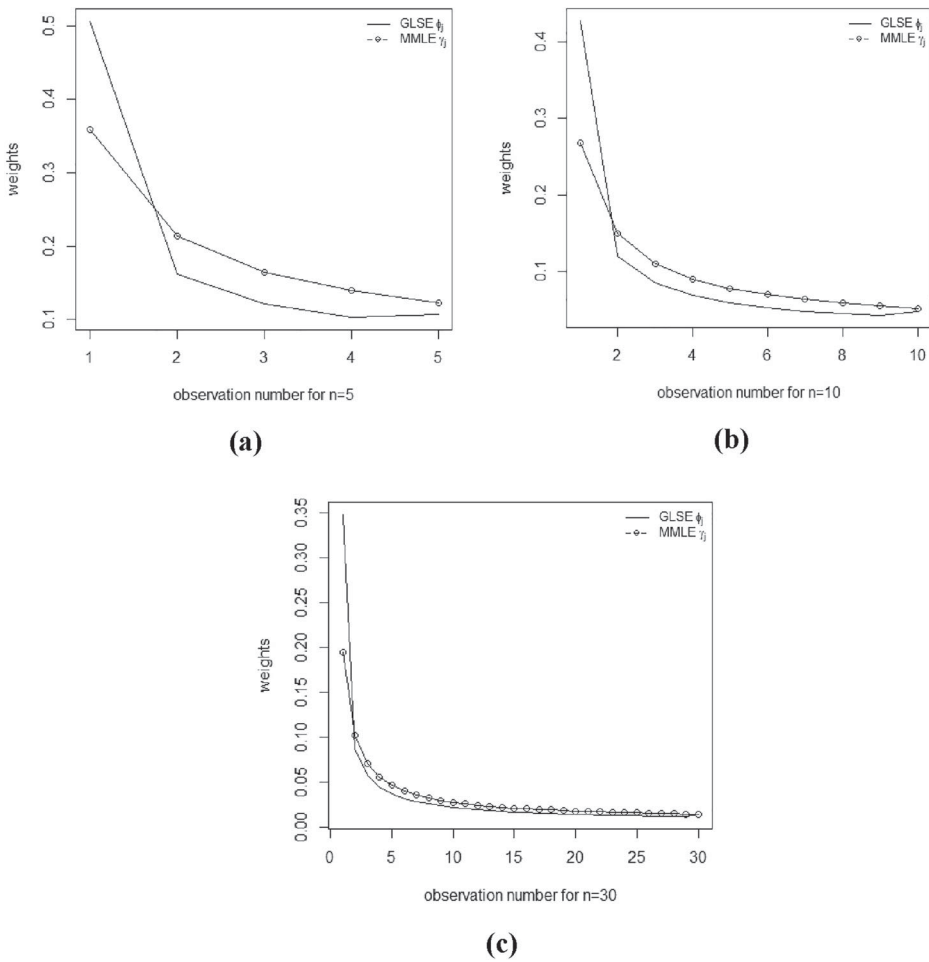 GLSE ϕj
MMLE γj
0.5
0.4
0.3
0.2
0.1
weights
1 2 3 4 5
observation number for n=5
(a)
GLSE ϕj
MMLE γj
0.4
0.3
0.2
0.1
weights
2 4 6 8 10
observation number for n=10
(b)
GLSE ϕj
MMLE γj
0.35
0.30
0.25
0.20
0.15
0.10
0.05
0.00
weights
0 5 10 15 20 25 30
observation number for n=30
(c)